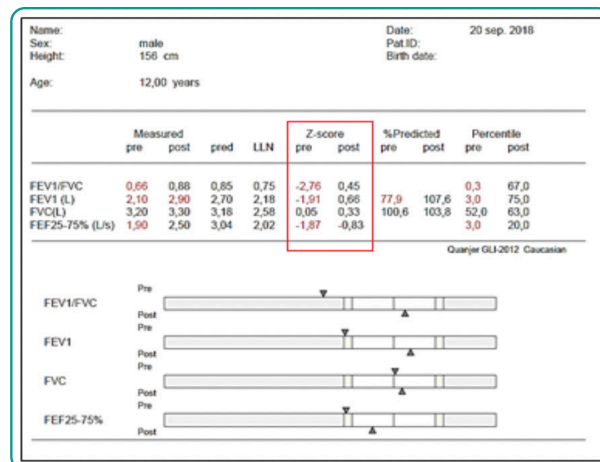 Name: Date: 20 sep. 2018
Sex: male Pat.ID:
Height: 156 cm Birth date:
Age: 12,00 years
Measured Z-score %Predicted Percentile
pre post pred LLN pre post pre post pre post
FEV1/FVC 0,66 0,88 0,85 0,75 -2,76 0,45 0,3 67,0
FEV1 (L) 2,10 2,90 2,70 2,18 -1,91 0,66 77,9 107,6 3,0 75,0
FVC(L) 3,20 3,30 3,18 2,58 0,05 0,33 100,6 103,8 52,0 63,0
FEF25-75% (L/s) 1,90 2,50 3,04 2,02 -1,87 -0,83 3,0 20,0
Quanjer GLI-2012 Caucasian
Pre
FEV1/FVC
Post
Pre
FEV1
Post
Pre
FVC
Post
Pre
FEF25-75%
Post